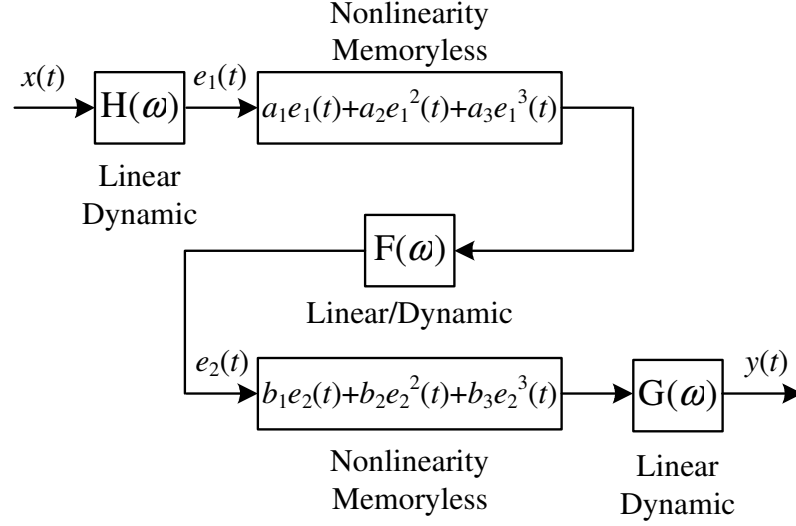 Nonlinearity
Memoryless
x(t)
H(ω)
e₁(t)
a₁e₁(t)+a₂e₁²(t)+a₃e₁³(t)
Linear
Dynamic
F(ω)
Linear/Dynamic
e₂(t)
b₁e₂(t)+b₂e₂²(t)+b₃e₂³(t)
G(ω)
y(t)
Nonlinearity
Memoryless
Linear
Dynamic